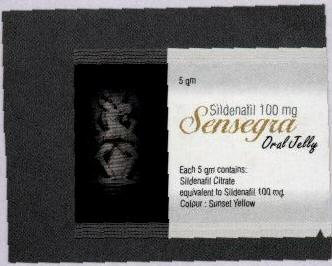 5 gm
Sildenafil 100 mg
Sensegra
Oral Jelly
Each 5 gm contains:
Sildenafil Citrate
equivalent to Sildenafil 100 mg
Colour : Sunset Yellow